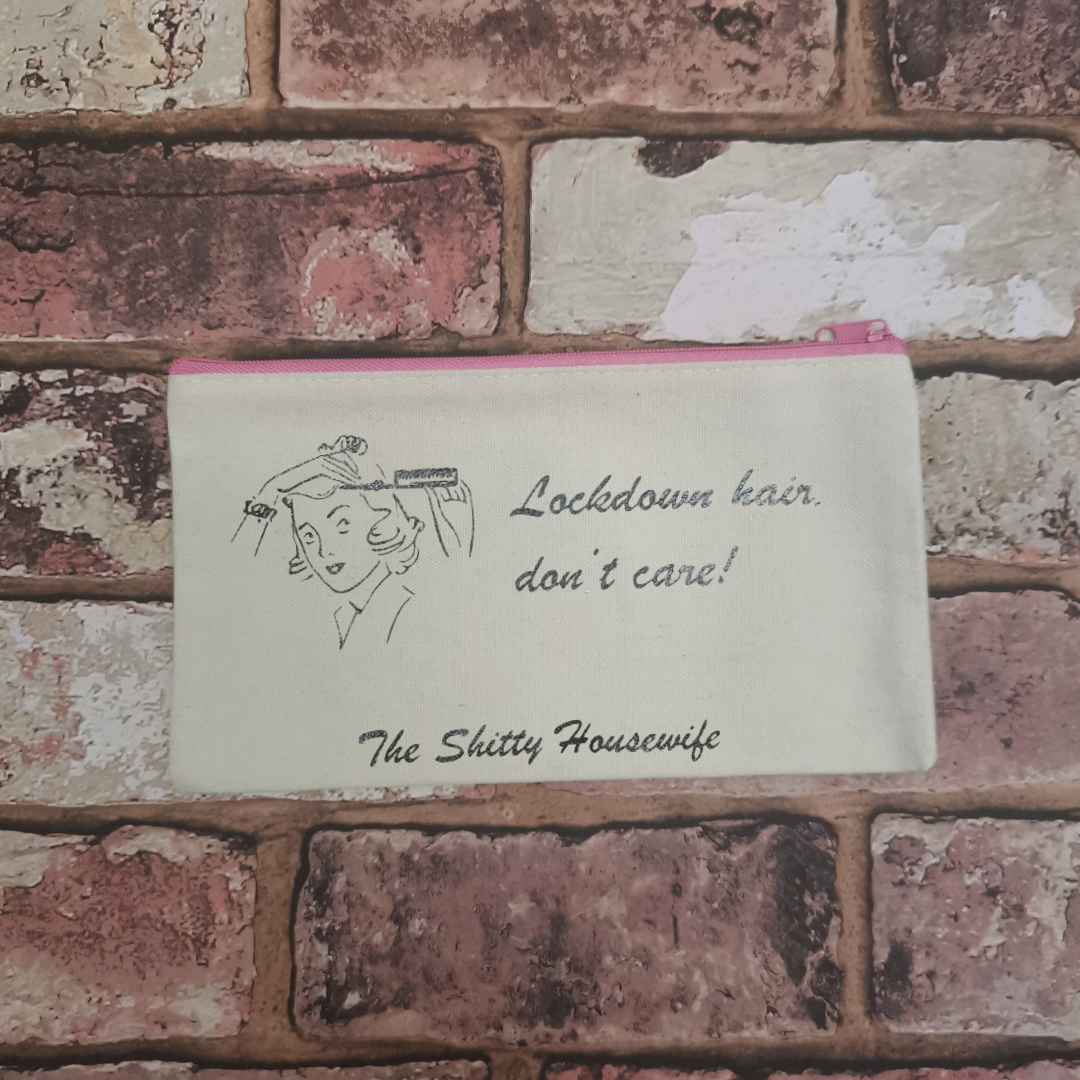 Lockdown hair.
don't care!
The Shitty Housewife